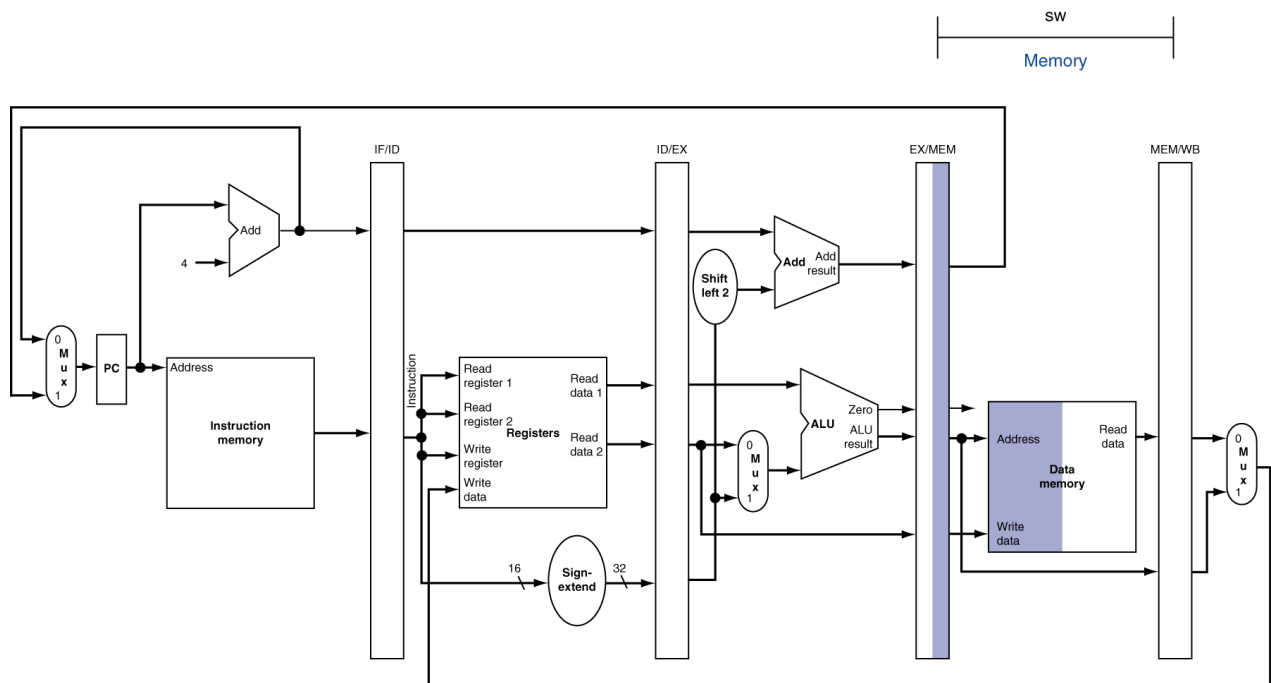 SW
Memory
IF/ID
ID/EX
EX/MEM
MEM/WB
Add
4
Shift
left 2
Add
Add
result
0
M
u
x
1
PC
Address
Instruction
memory
Instruction
Read
register 1
Read
register 2
Write
register
Write
data
Registers
Read
data 1
Read
data 2
16
Sign-
extend
32
0
M
u
x
1
ALU
Zero
ALU
result
Address
Write
data
Data
memory
Read
data
0
M
u
x
1